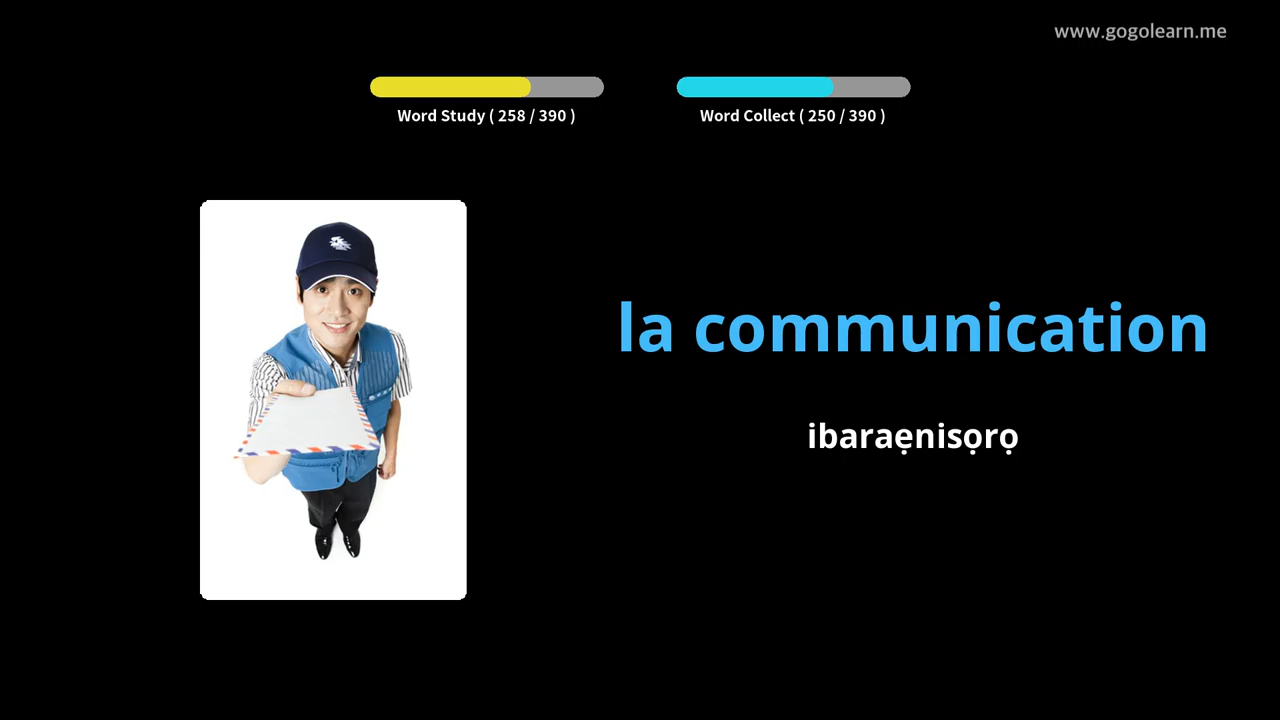 www.gogolearn.me
Word Study ( 258 / 390 )
Word Collect ( 250 / 390 )
la communication
ibaraẹnisọrọ